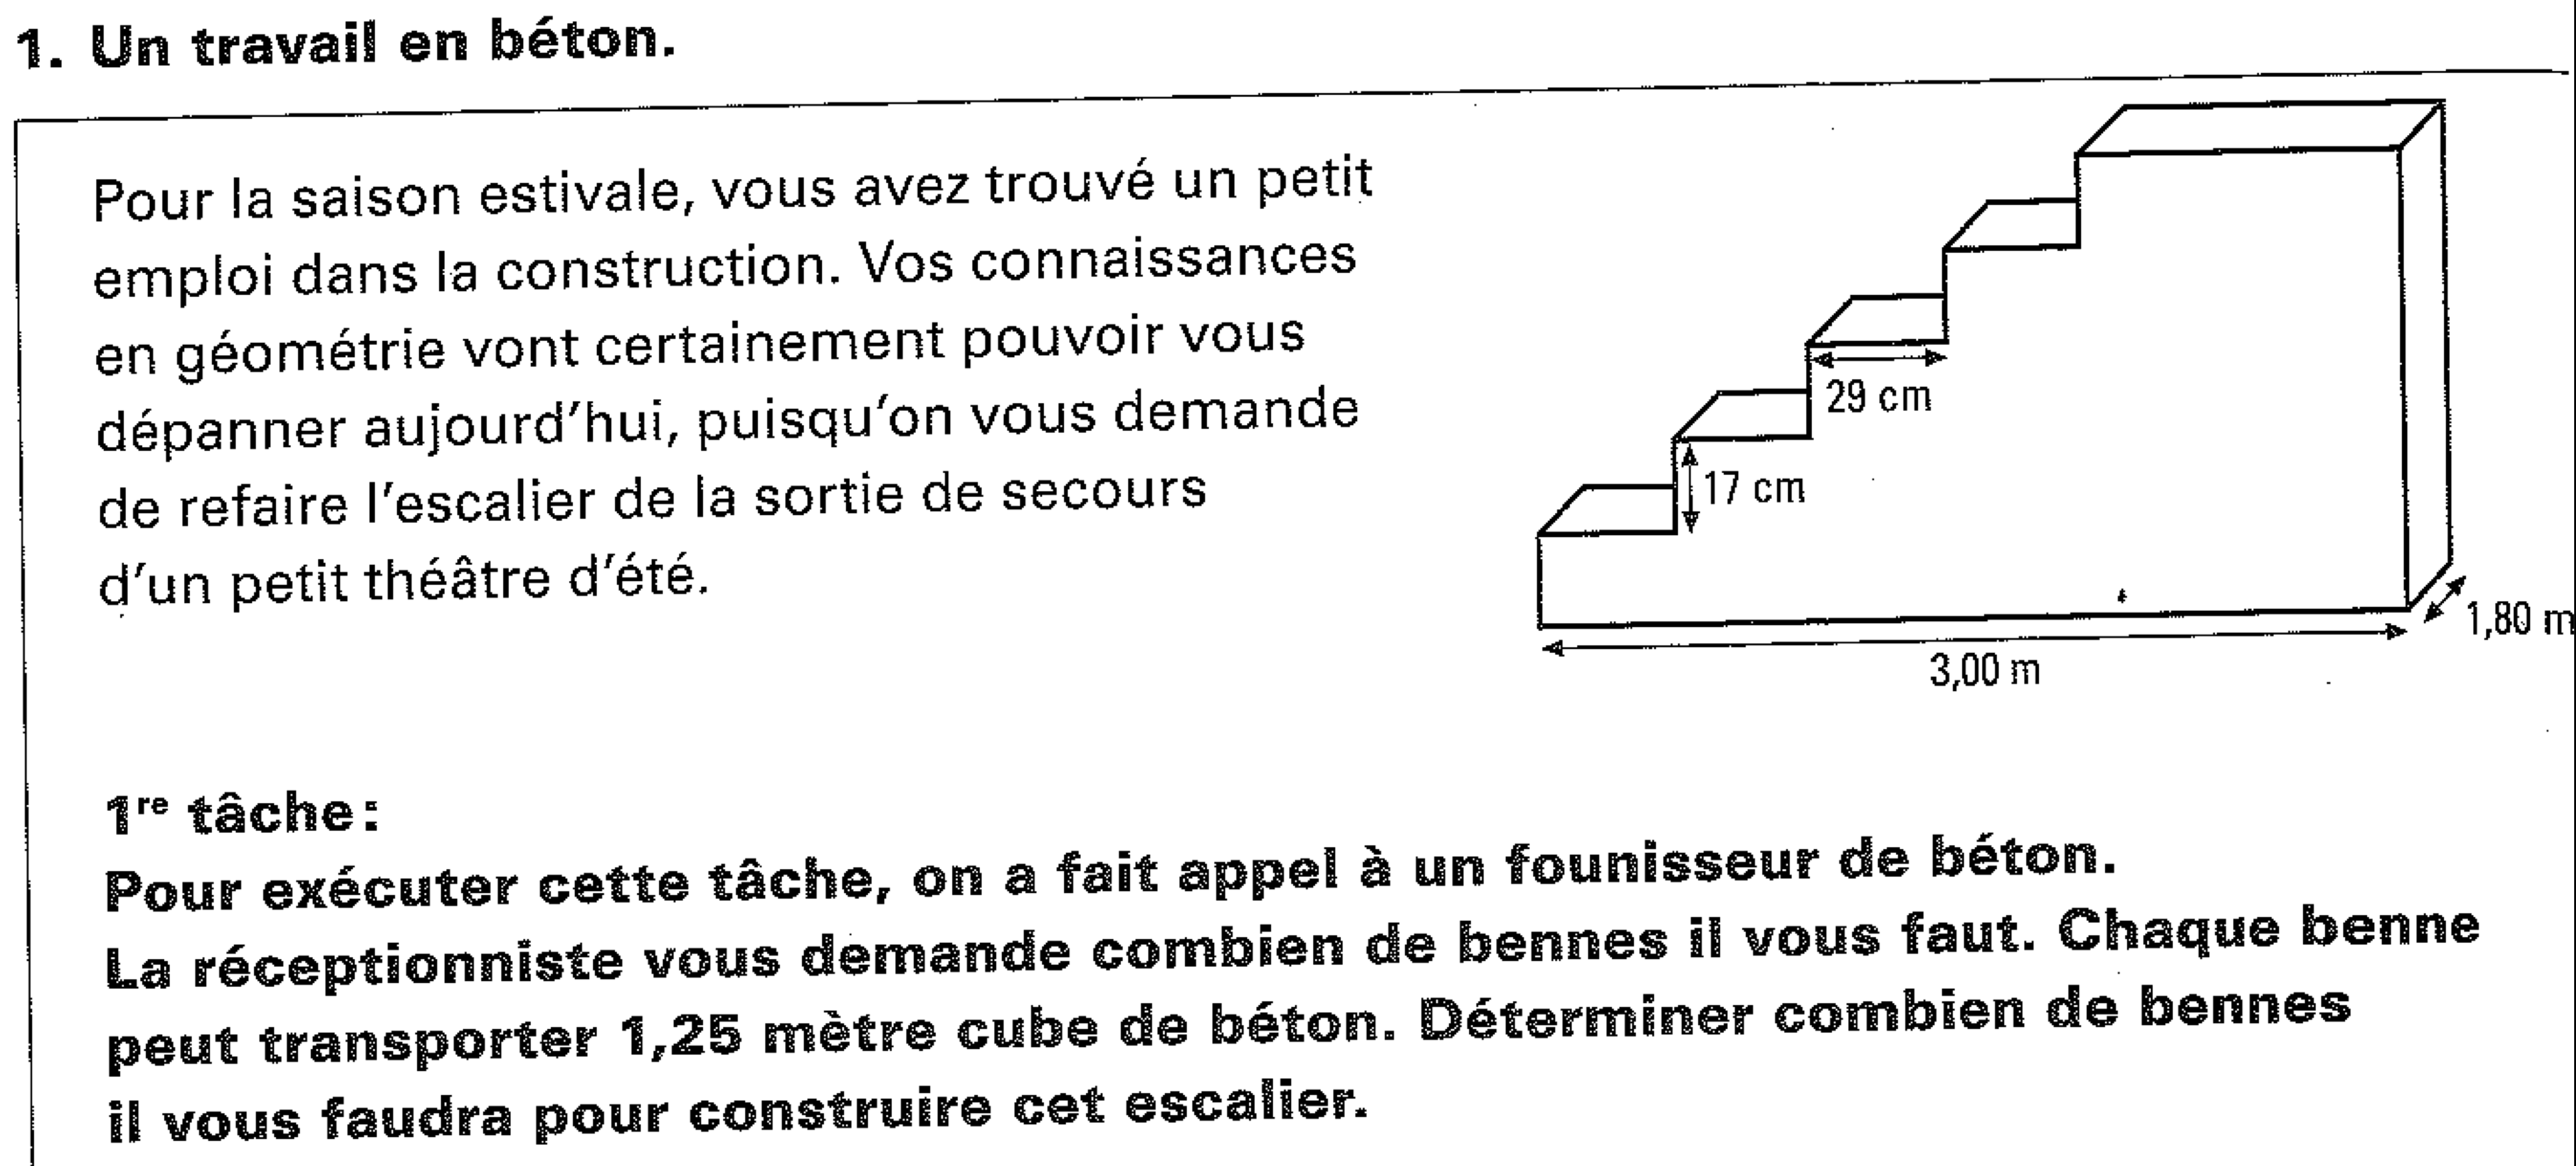 1. Un travail en béton.
Pour la saison estivale, vous avez trouvé un petit
emploi dans la construction. Vos connaissances
en géométrie vont certainement pouvoir vous
dépanner aujourd'hui, puisqu'on vous demande
de refaire l'escalier de la sortie de secours
d'un petit théâtre d'été.
29 cm
17 cm
1,80 m
3,00 m
1re tâche:
Pour exécuter cette tâche, on a fait appel à un founisseur de béton.
La réceptionniste vous demande combien de bennes il vous faut. Chaque benne
peut transporter 1,25 mètre cube de béton. Déterminer combien de bennes
il vous faudra pour construire cet escalier.